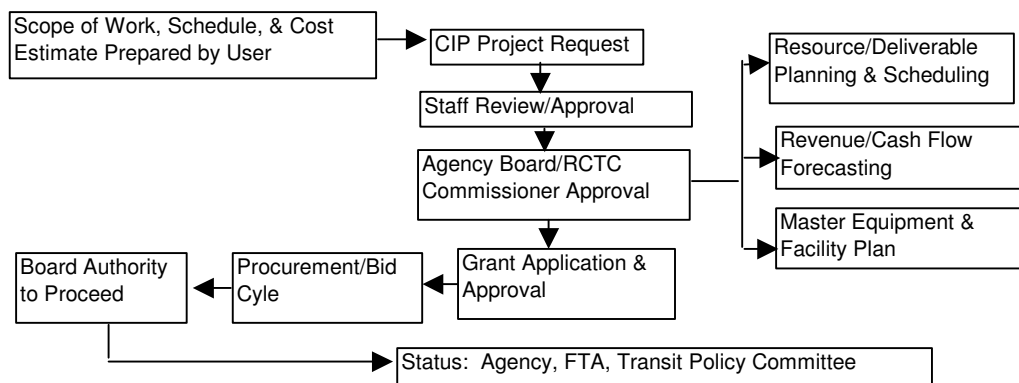 Scope of Work, Schedule, & Cost
Estimate Prepared by User
CIP Project Request
Staff Review/Approval
Agency Board/RCTC
Commissioner Approval
Resource/Deliverable
Planning & Scheduling
Revenue/Cash Flow
Forecasting
Master Equipment &
Facility Plan
Grant Application &
Approval
Procurement/Bid
Cyle
Board Authority
to Proceed
Status:  Agency, FTA, Transit Policy Committee